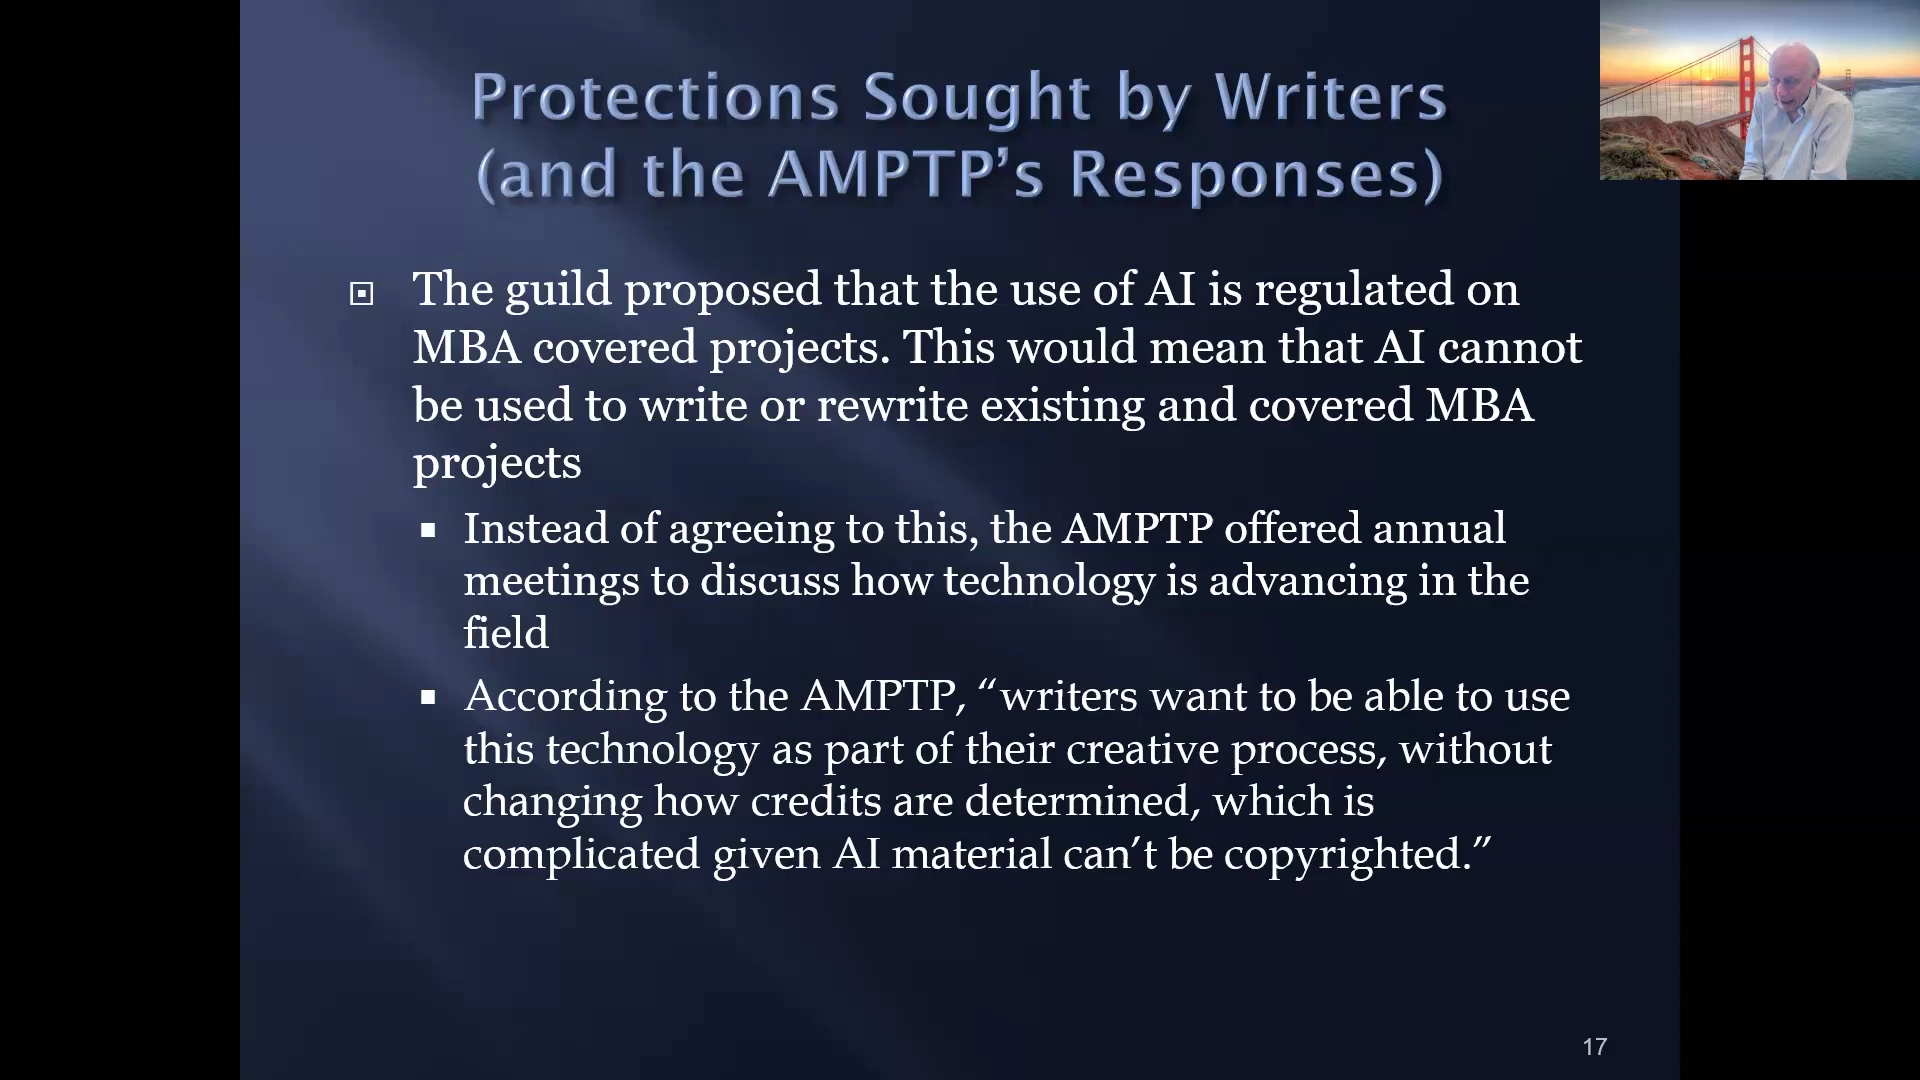 Protections Sought by Writers
(and the AMPTP’s Responses)
The guild proposed that the use of AI is regulated on
MBA covered projects. This would mean that AI cannot
be used to write or rewrite existing and covered MBA
projects
Instead of agreeing to this, the AMPTP offered annual
meetings to discuss how technology is advancing in the
field
According to the AMPTP, “writers want to be able to use
this technology as part of their creative process, without
changing how credits are determined, which is
complicated given AI material can’t be copyrighted.”
17